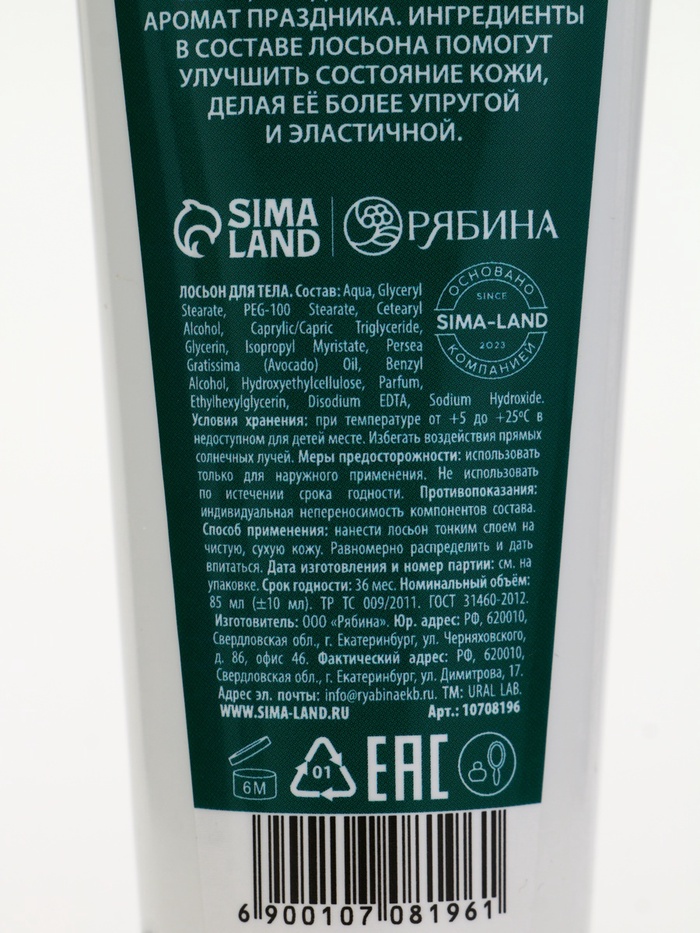 АРОМАТ ПРАЗДНИКА. ИНГРЕДИЕНТЫ
В СОСТАВЕ ЛОСЬОНА ПОМОГУТ
УЛУЧШИТЬ СОСТОЯНИЕ КОЖИ,
ДЕЛАЯ ЕЁ БОЛЕЕ УПРУГОЙ
И ЭЛАСТИЧНОЙ.
SIMA
LAND
РЯБИНА
ЛОСЬОН ДЛЯ ТЕЛА. Состав: Aqua, Glyceryl
Stearate, PEG-100 Stearate, Cetearyl
Alcohol, Caprylic/Capric Triglyceride,
Glycerin, Isopropyl Myristate, Persea
Gratissima (Avocado) Oil, Benzyl
Alcohol, Hydroxyethylcellulose, Parfum,
Ethylhexylglycerin, Disodium EDTA, Sodium Hydroxide.
ОСНОВАНО
SINCE
SIMA-LAND
2023
КОМПАНИЕЙ
Условия хранения: при температуре от +5 до +25ºС в
недоступном для детей месте. Избегать воздействия прямых
солнечных лучей. Меры предосторожности: использовать
только для наружного применения. Не использовать
по истечении срока годности. Противопоказания:
индивидуальная непереносимость компонентов состава.
Способ применения: нанести лосьон тонким слоем на
чистую, сухую кожу. Равномерно распределить и дать
впитаться. Дата изготовления и номер партии: см. на
упаковке. Срок годности: 36 мес. Номинальный объём:
85 мл (±10 мл). ТР ТС 009/2011. ГОСТ 31460-2012.
Изготовитель: ООО «Рябина». Юр. адрес: РФ, 620010,
Свердловская обл., г. Екатеринбург, ул. Черняховского,
д. 86, офис 46. Фактический адрес: РФ, 620010,
Свердловская обл., г. Екатеринбург, ул. Димитрова, 17.
Адрес эл. почты: info@ryabinaekb.ru. ТМ: URAL LAB.
WWW.SIMA-LAND.RU Арт.: 10708196
6М
01
ЕАС
6 900107 081961